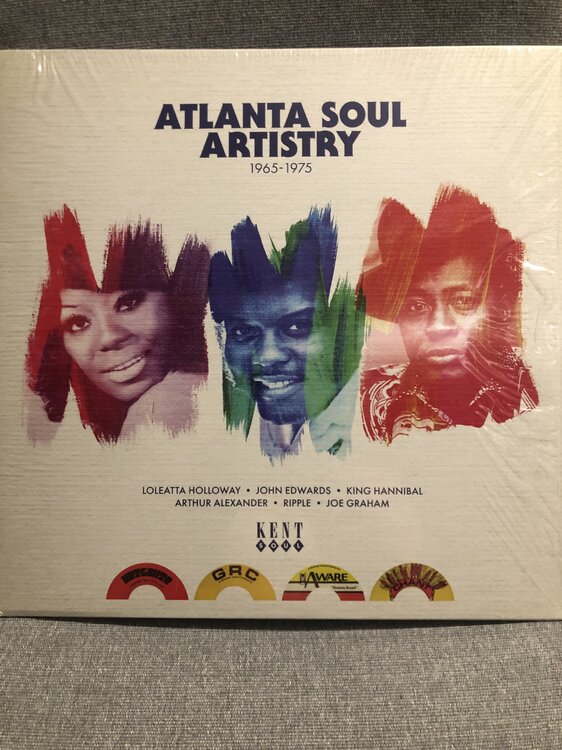 ATLANTA SOUL
ARTISTRY
1965-1975
LOLEATTA HOLLOWAY • JOHN EDWARDS • KING HANNIBAL
ARTHUR ALEXANDER • RIPPLE • JOE GRAHAM
KENT
SOUL
GRC
AWARE
CHANT